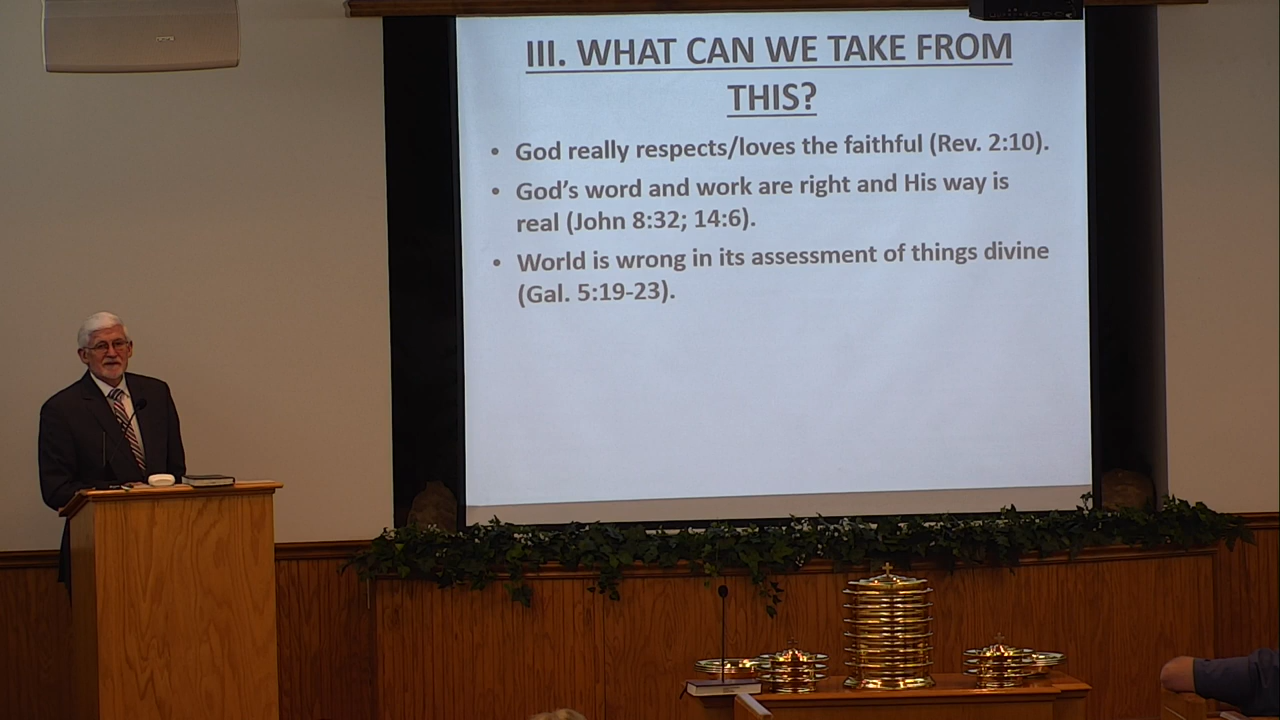 III. WHAT CAN WE TAKE FROM
THIS?
• God really respects/loves the faithful (Rev. 2:10).
• God's word and work are right and His way is
real (John 8:32; 14:6).
• World is wrong in its assessment of things divine
(Gal. 5:19-23).